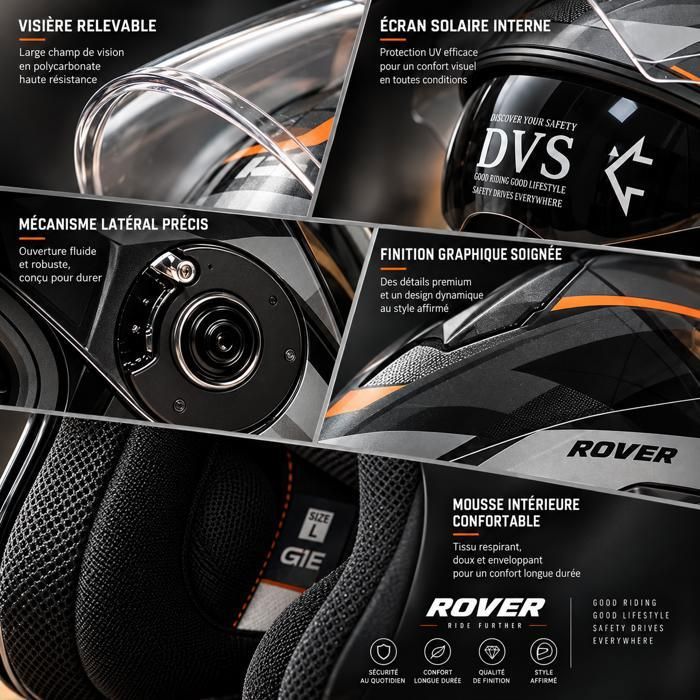 VISIÈRE RELEVABLE
Large champ de vision
en polycarbonate
haute résistance
ÉCRAN SOLAIRE INTERNE
Protection UV efficace
pour un confort visuel
en toutes conditions
DISCOVER YOUR SAFETY
DVS
GOOD RIDING GOOD LIFESTYLE
SAFETY DRIVES EVERYWHERE
MÉCANISME LATÉRAL PRÉCIS
Ouverture fluide
et robuste,
conçu pour durer
FINITION GRAPHIQUE SOIGNÉE
Des détails premium
et un design dynamique
au style affirmé
ROVER
SIZE
L
MOUSSE INTÉRIEURE
CONFORTABLE
Tissu respirant,
doux et enveloppant
pour un confort longue durée
ROVER
RIDE FURTHER
GOOD RIDING
GOOD LIFESTYLE
SAFETY DRIVES
EVERYWHERE
SÉCURITÉ
AU QUOTIDIEN
CONFORT
LONGUE DURÉE
QUALITÉ
DE FINITION
STYLE
AFFIRMÉ